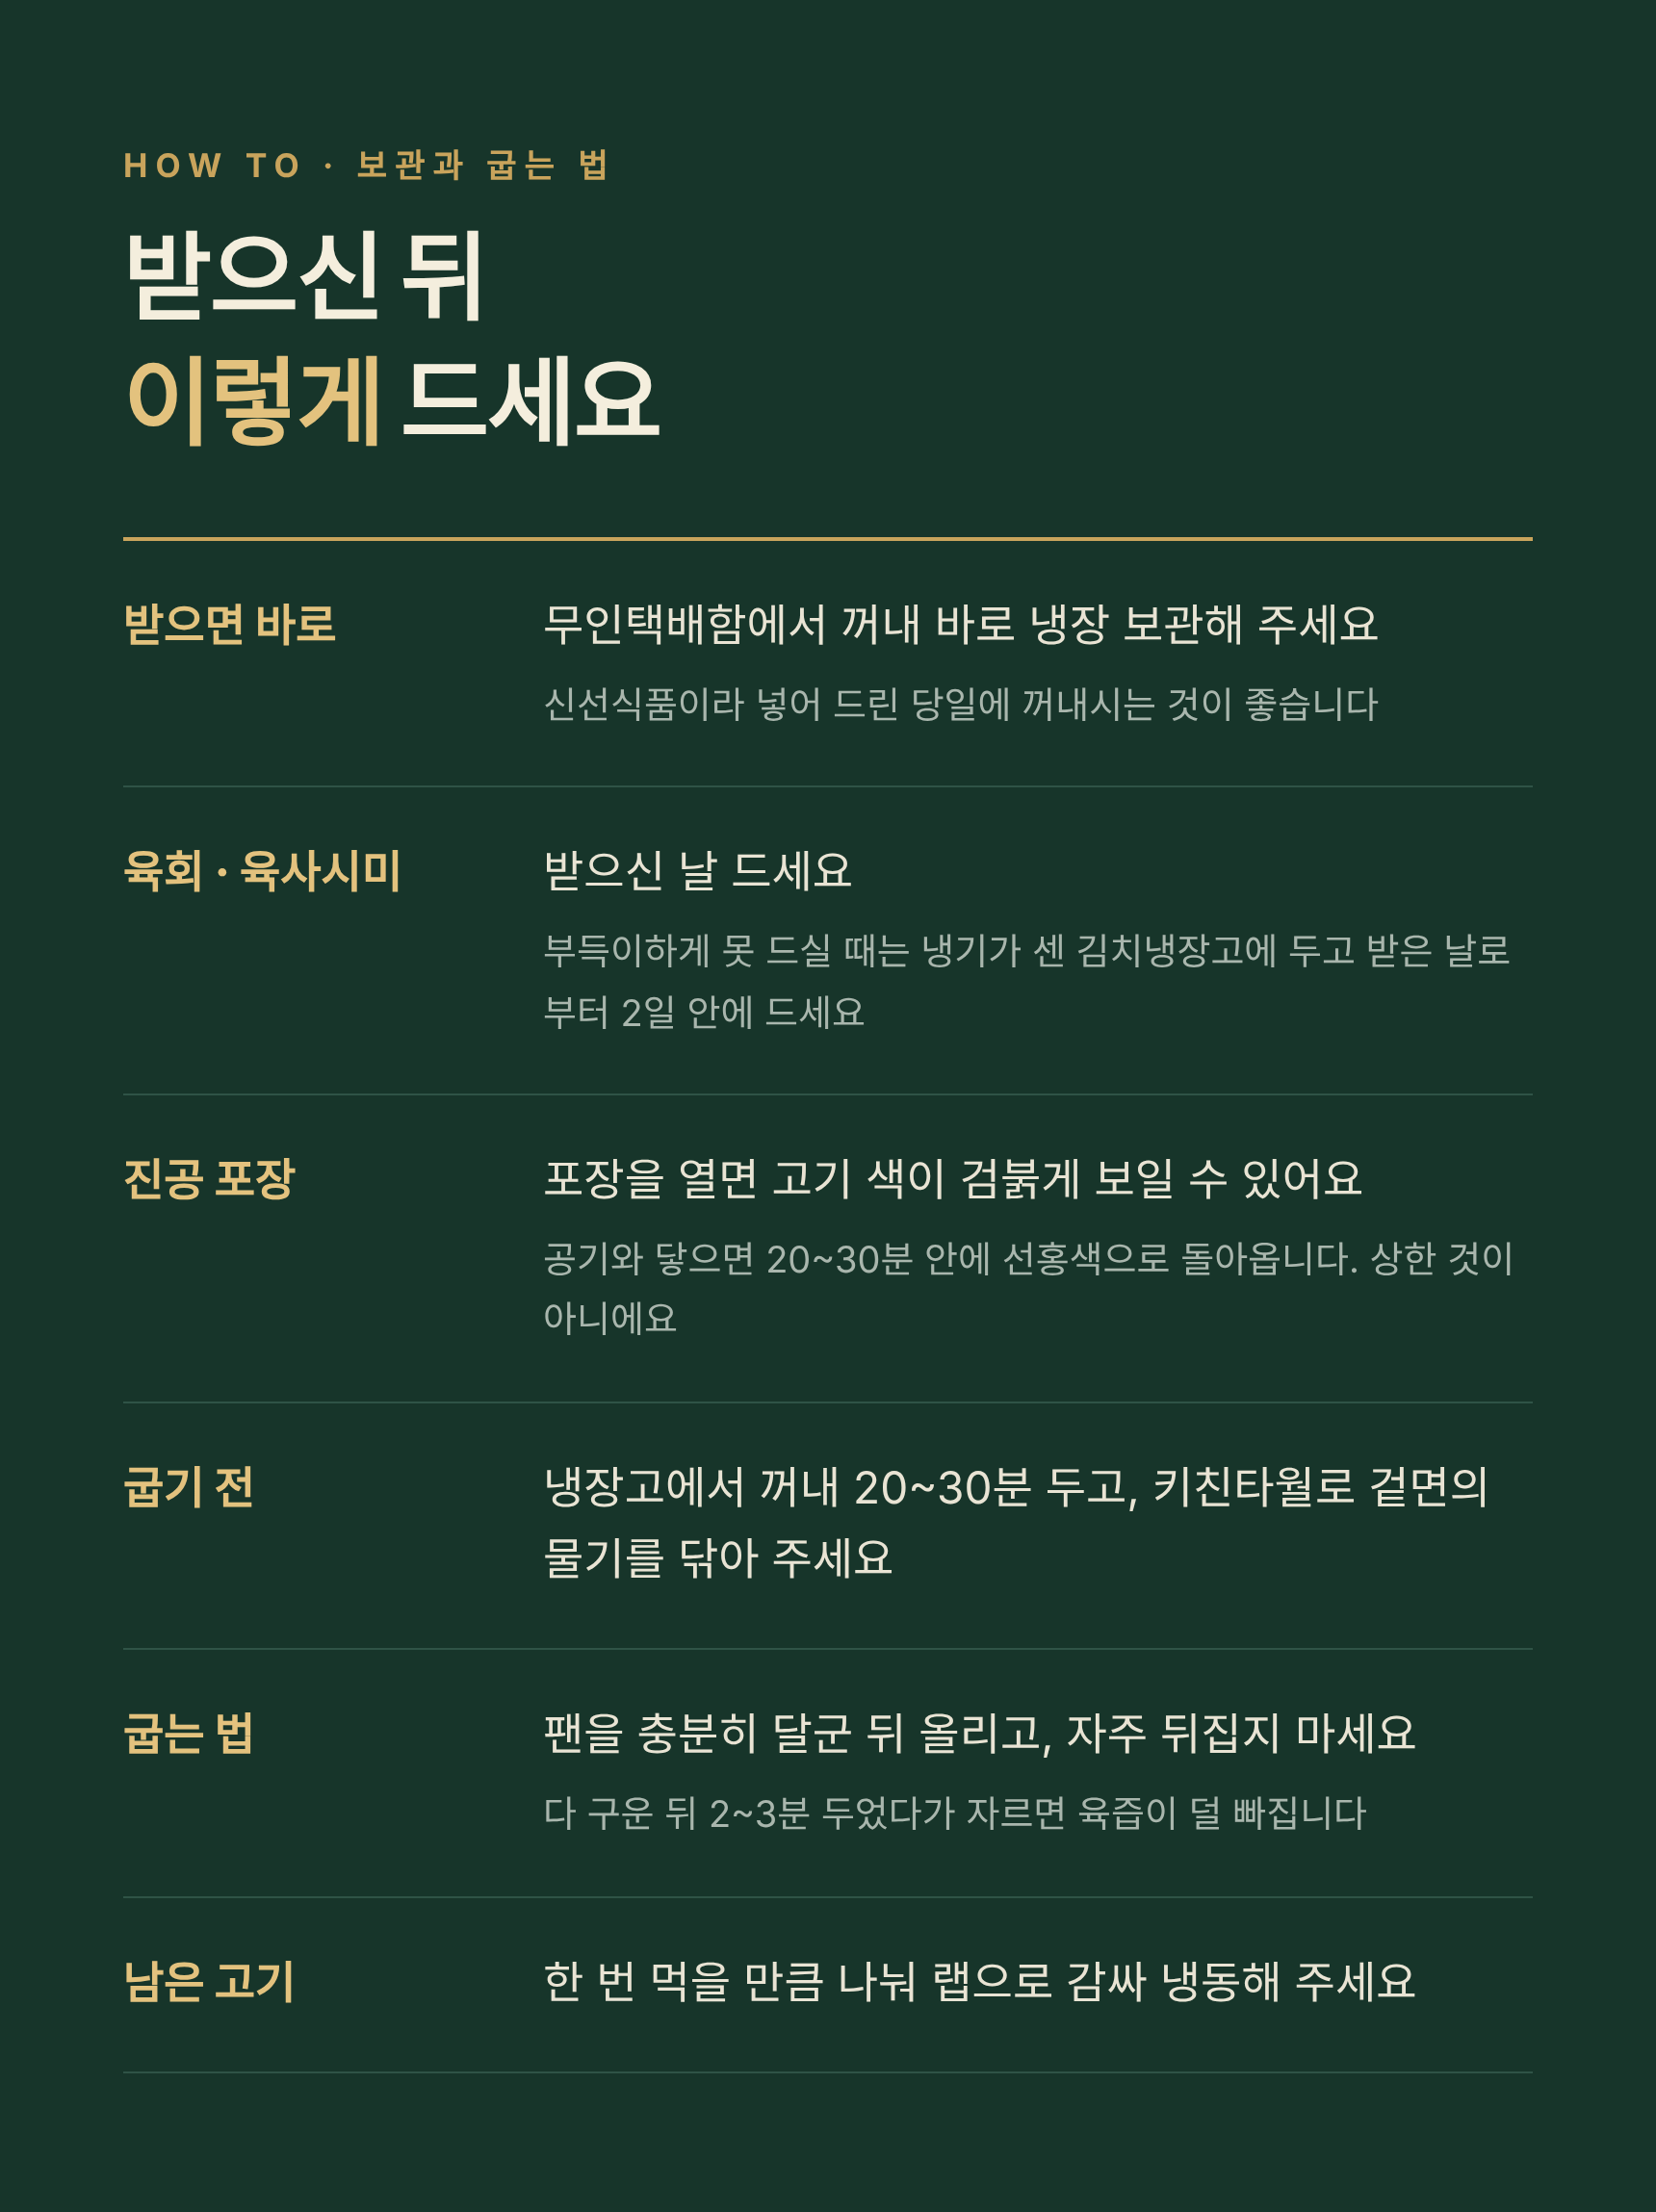 HOW TO · 보관과 굽는 법
받으신 뒤
이렇게 드세요
받으면 바로
무인택배함에서 꺼내 바로 냉장 보관해 주세요
신선식품이라 넣어 드린 당일에 꺼내시는 것이 좋습니다
육회 · 육사시미
받으신 날 드세요
부득이하게 못 드실 때는 냉기가 센 김치냉장고에 두고 받은 날로
부터 2일 안에 드세요
진공 포장
포장을 열면 고기 색이 검붉게 보일 수 있어요
공기와 닿으면 20~30분 안에 선홍색으로 돌아옵니다. 상한 것이
아니에요
굽기 전
냉장고에서 꺼내 20~30분 두고, 키친타월로 겉면의
물기를 닦아 주세요
굽는 법
팬을 충분히 달군 뒤 올리고, 자주 뒤집지 마세요
다 구운 뒤 2~3분 두었다가 자르면 육즙이 덜 빠집니다
남은 고기
한 번 먹을 만큼 나눠 랩으로 감싸 냉동해 주세요